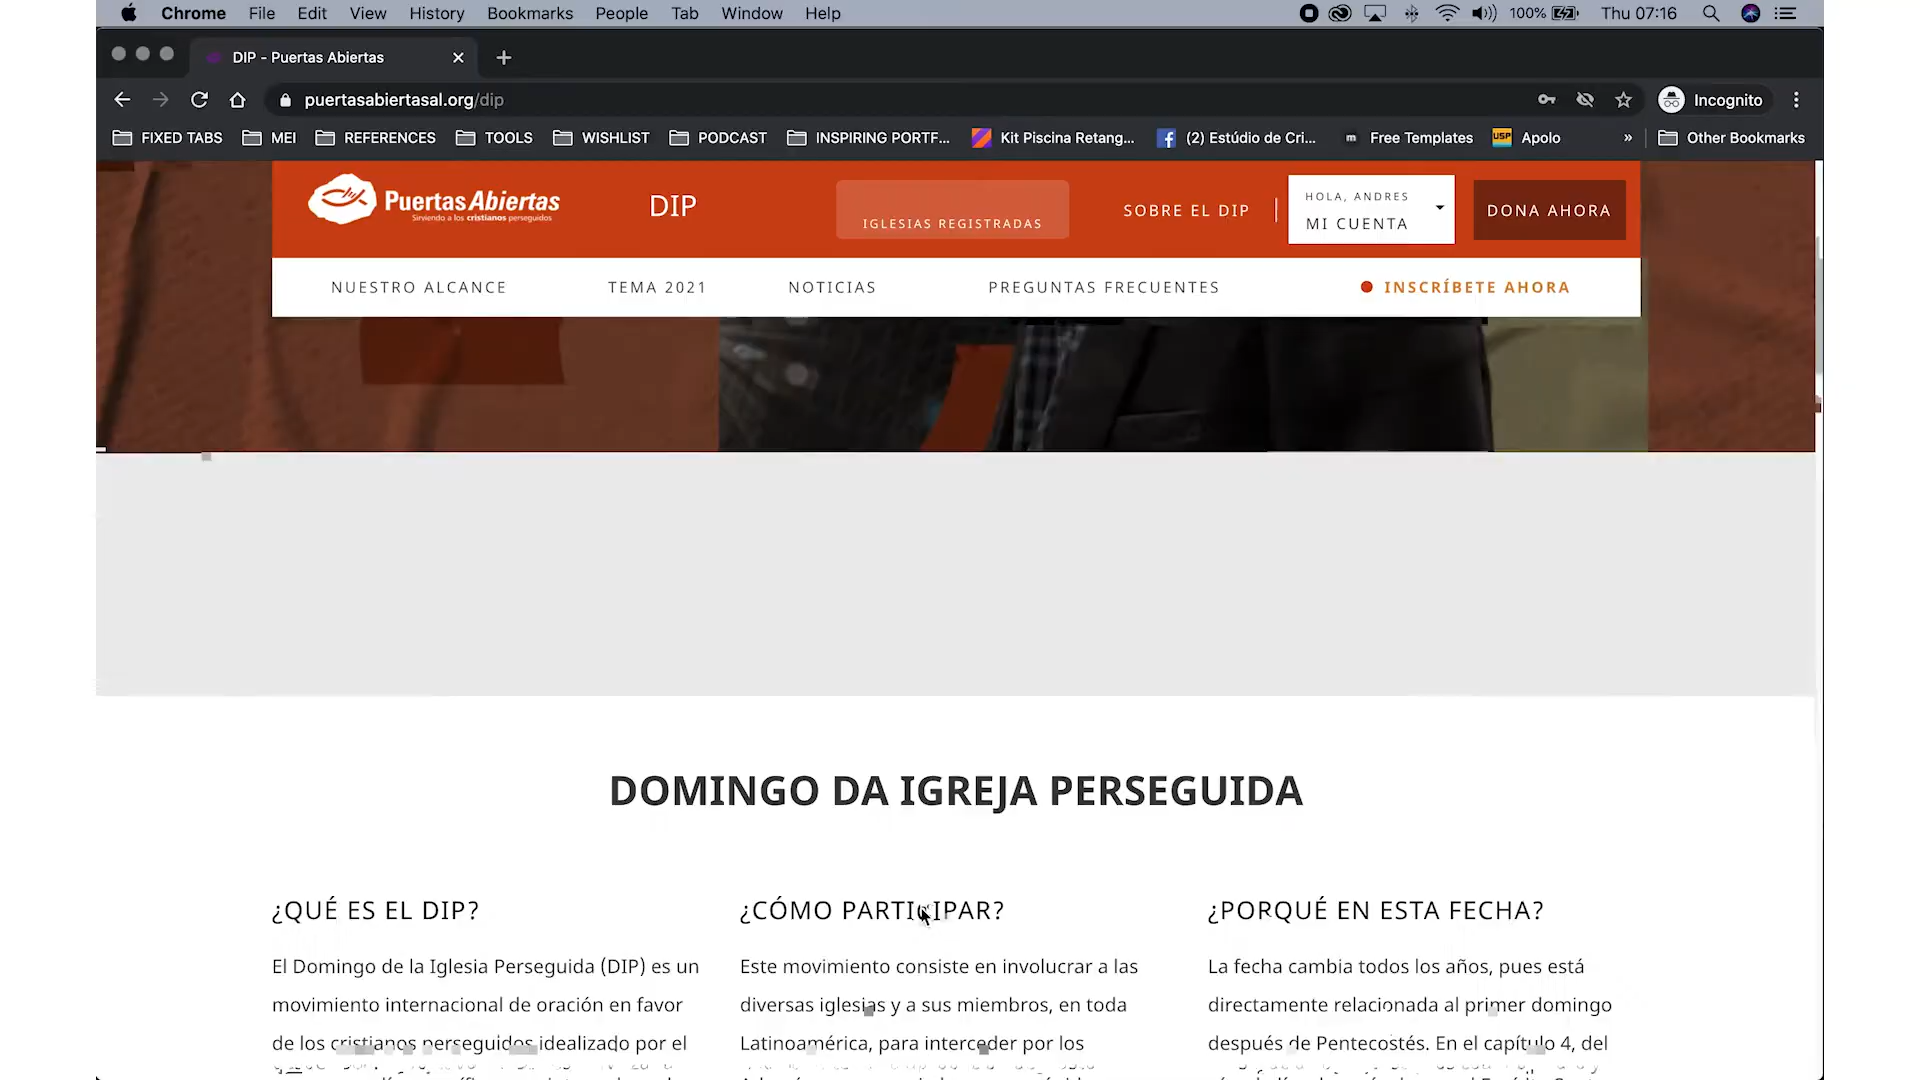 Chrome File Edit View History Bookmarks People Tab Window Help 100% Thu 07:16
DIP - Puertas Abiertas
puertasabiertasal.org/dip Incognito
FIXED TABS MEI REFERENCES TOOLS WISHLIST PODCAST INSPIRING PORTF... Kit Piscina Retang... (2) Estúdio de Cri... m Free Templates USP Apolo » Other Bookmarks
Puertas Abiertas
Sirviendo a los cristianos perseguidos
DIP
IGLESIAS REGISTRADAS
SOBRE EL DIP
HOLA, ANDRES
MI CUENTA
DONA AHORA
NUESTRO ALCANCE TEMA 2021 NOTICIAS PREGUNTAS FRECUENTES INSCRÍBETE AHORA
DOMINGO DA IGREJA PERSEGUIDA
¿QUÉ ES EL DIP?
El Domingo de la Iglesia Perseguida (DIP) es un
movimiento internacional de oración en favor
de los cristianos perseguidos idealizado por el
¿CÓMO PARTICIPAR?
Este movimiento consiste en involucrar a las
diversas iglesias y a sus miembros, en toda
Latinoamérica, para interceder por los
¿PORQUÉ EN ESTA FECHA?
La fecha cambia todos los años, pues está
directamente relacionada al primer domingo
después de Pentecostés. En el capítulo 4, del